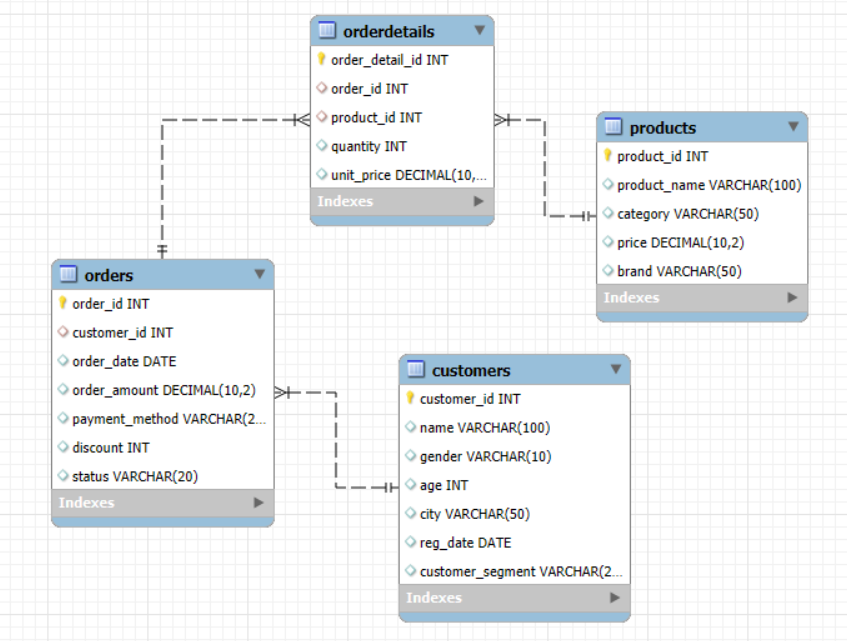 orderdetails
order_detail_id INT
order_id INT
product_id INT
quantity INT
unit_price DECIMAL(10,...
Indexes
products
product_id INT
product_name VARCHAR(100)
category VARCHAR(50)
price DECIMAL(10,2)
brand VARCHAR(50)
Indexes
orders
order_id INT
customer_id INT
order_date DATE
order_amount DECIMAL(10,2)
payment_method VARCHAR(2...
discount INT
status VARCHAR(20)
Indexes
customers
customer_id INT
name VARCHAR(100)
gender VARCHAR(10)
age INT
city VARCHAR(50)
reg_date DATE
customer_segment VARCHAR(2...
Indexes